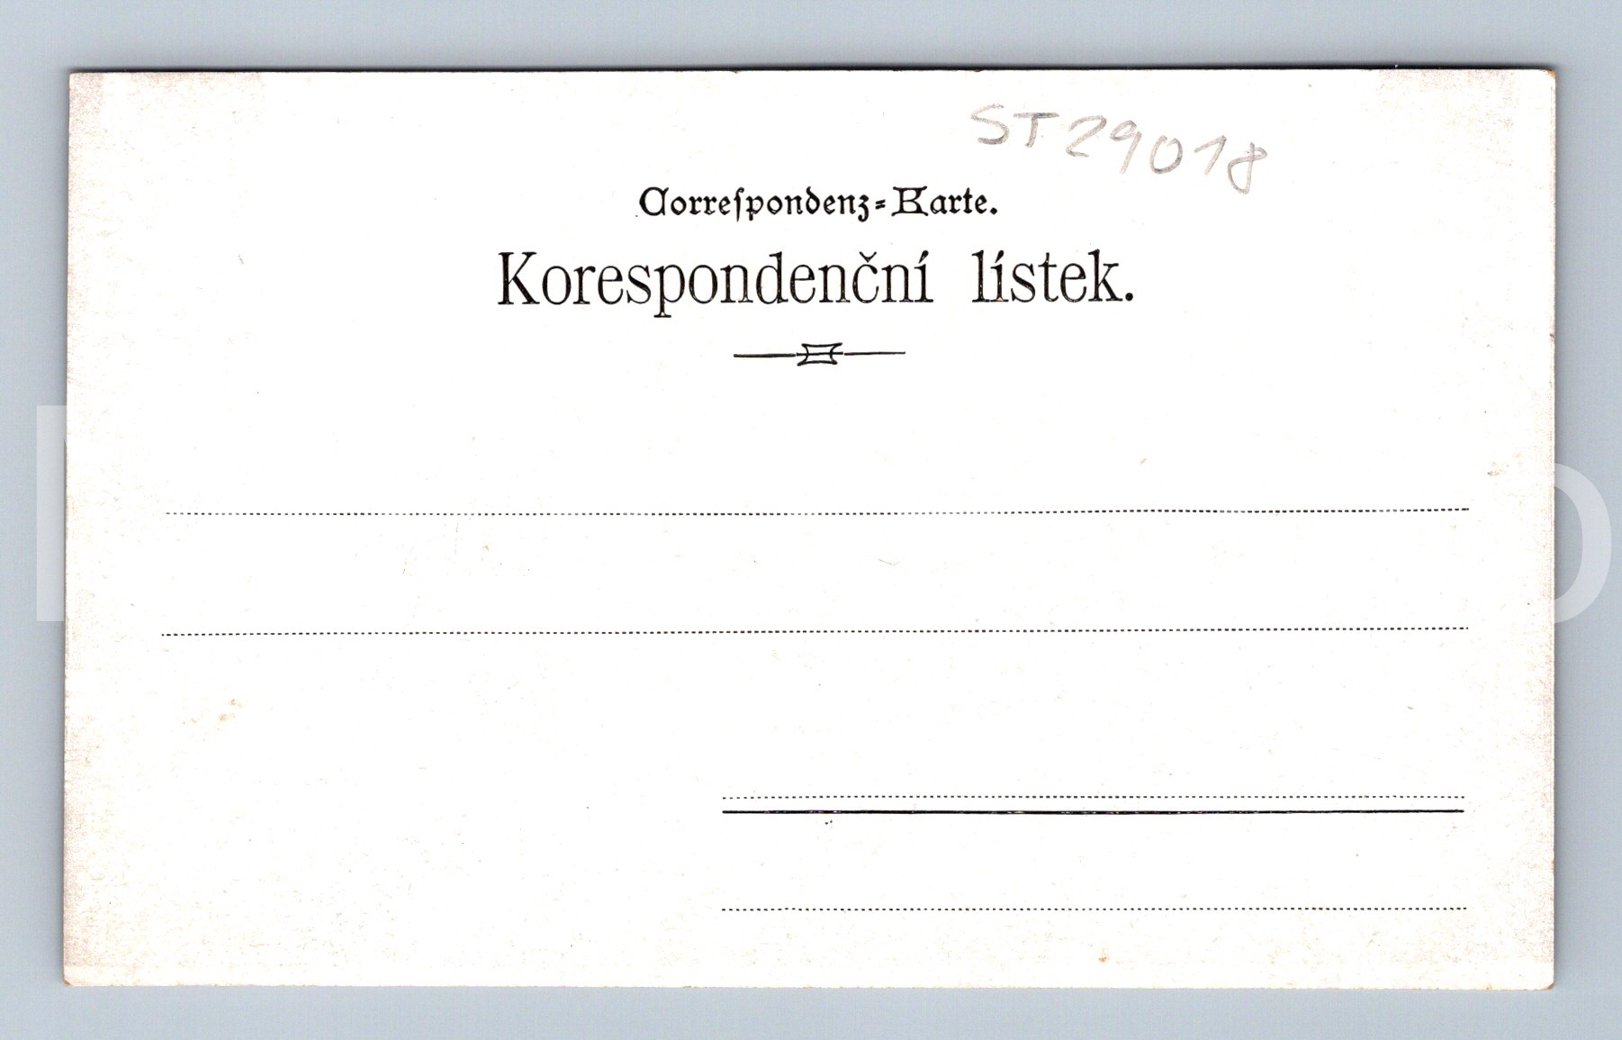 ST29018
Correſpondenz-Karte.
Korespondenční lístek.